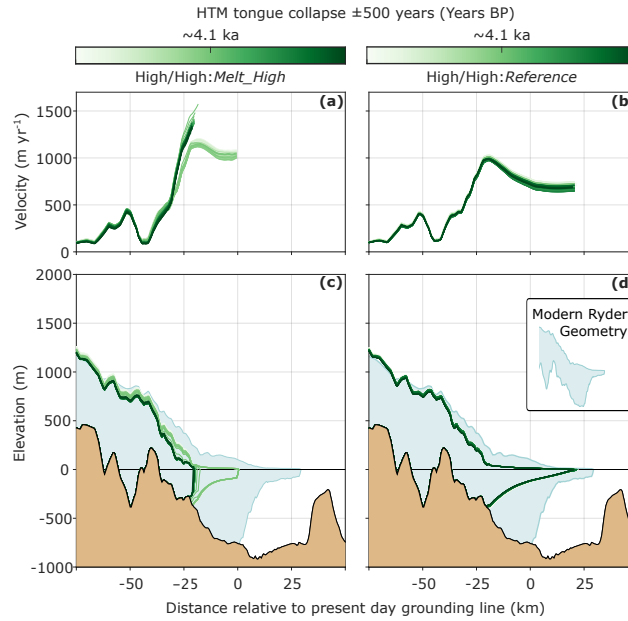 HTM tongue collapse ±500 years (Years BP)
~4.1 ka
~4.1 ka
High/High:Melt_High
High/High:Reference
(a)
(b)
Velocity (m yr⁻¹)
1500
1000
500
0
(c)
(d)
Modern Ryder
Geometry
Elevation (m)
2000
1500
1000
500
0
-500
-1000
-50
-25
0
25
-50
-25
0
25
Distance relative to present day grounding line (km)